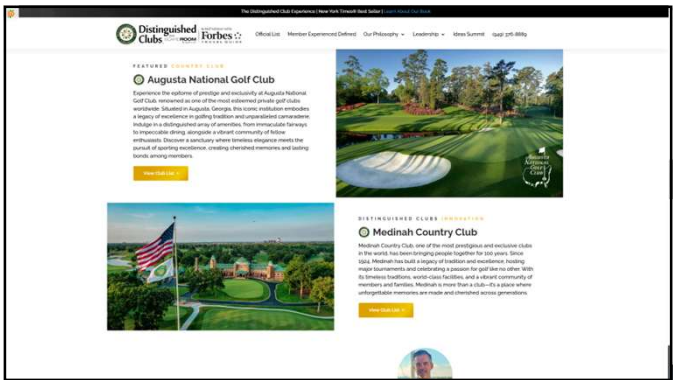 The Distinguished Club Experience | New York Times® Best Seller | Learn About Our Book
Distinguished Clubs
IN PARTNERSHIP WITH
Forbes
TRAVEL GUIDE
Official List Member Experienced Defined Our Philosophy Leadership Ideas Summit (949) 376-8889
FEATURED COUNTRY CLUB
Augusta National Golf Club
Experience the epitome of prestige and exclusivity at Augusta National
Golf Club, renowned as one of the most esteemed private golf clubs
worldwide. Situated in Augusta, Georgia, this iconic institution embodies
a legacy of excellence in golfing tradition and unparalleled camaraderie.
Indulge in a distinguished array of amenities, from immaculate fairways
to impeccable dining, alongside a vibrant community of fellow
enthusiasts. Discover a sanctuary where timeless elegance meets the
pursuit of sporting excellence, creating cherished memories and lasting
bonds among members.
View Club List
Augusta
National
Golf
Club
DISTINGUISHED CLUBS INNOVATION
Medinah Country Club
Medinah Country Club, one of the most prestigious and exclusive clubs
in the world, has been bringing people together for 100 years. Since
1924, Medinah has built a legacy of tradition and excellence, hosting
major tournaments and celebrating a passion for golf like no other. With
its timeless traditions, world-class facilities, and a vibrant community of
members and families, Medinah is more than a club—it's a place where
unforgettable memories are made and cherished across generations.
View Club List